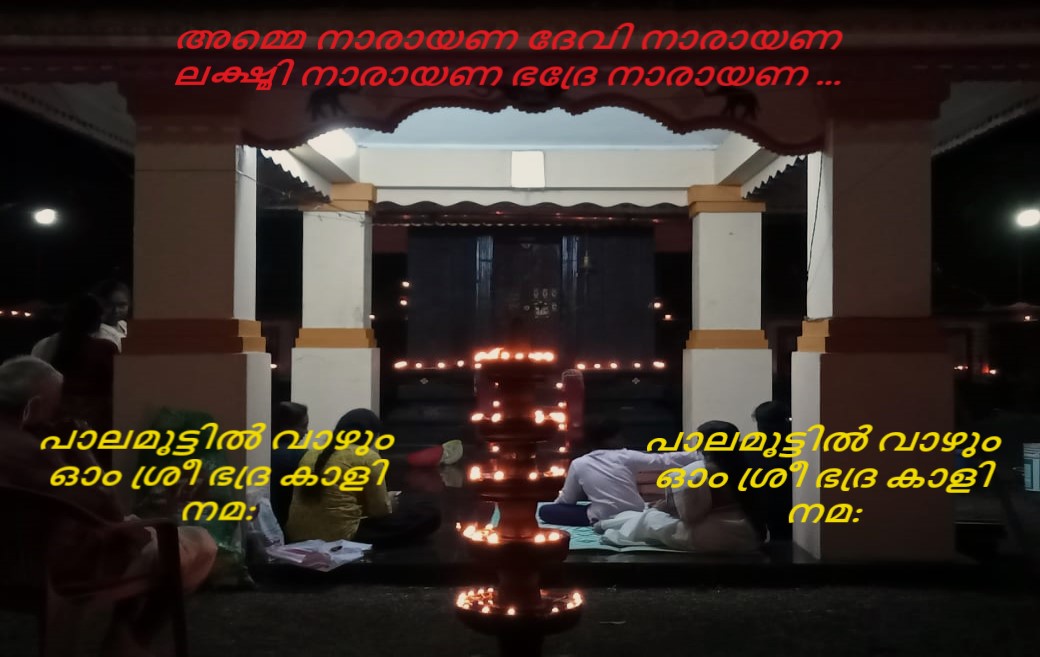 അമ്മെ നാരായണ ദേവി നാരായണ
ലക്ഷ്മി നാരായണ ഭദ്രേ നാരായണ ...
പാലമുട്ടിൽ വാഴും
ഓം ശ്രീ ഭദ്ര കാളി
നമ:
പാലമുട്ടിൽ വാഴും
ഓം ശ്രീ ഭദ്ര കാളി
നമ: